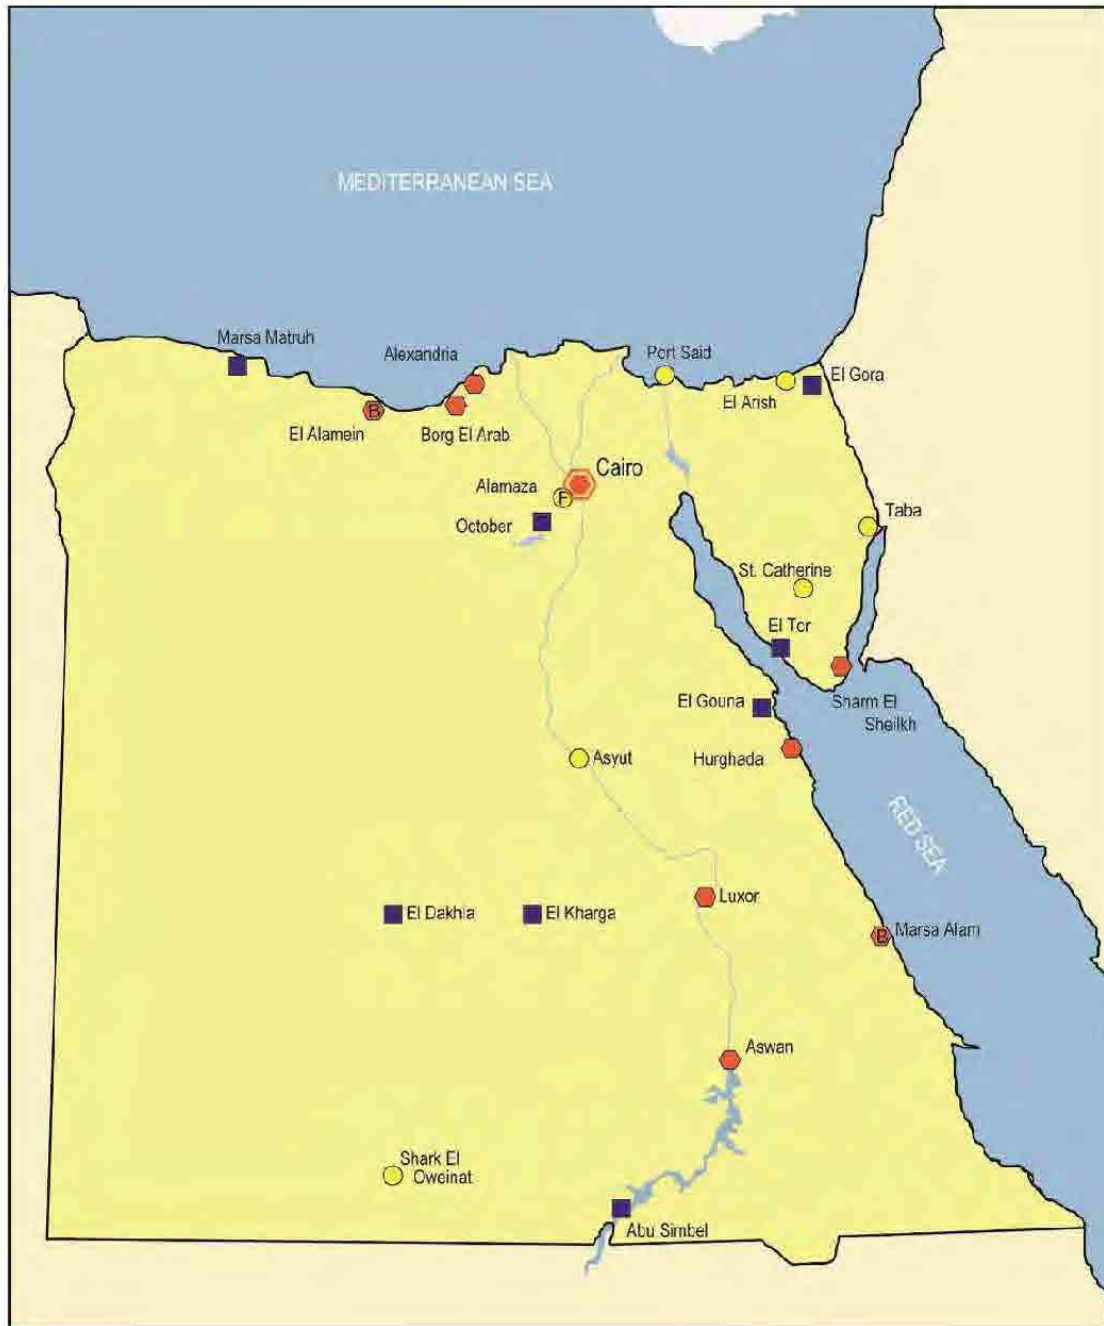 MEDITERRANEAN SEA
Marsa Matruh
Alexandria
Port Said
El Gora
El Arish
B
El Alamein
Borg El Arab
Cairo
Alamaza
F
October
Taba
St. Catherine
El Tor
El Gouna
Sharm El
Sheilkh
Hurghada
Asyut
RED SEA
Luxor
El Dakhla
El Kharga
B
Marsa Alam
Aswan
Shark El
Oweinat
Abu Simbel